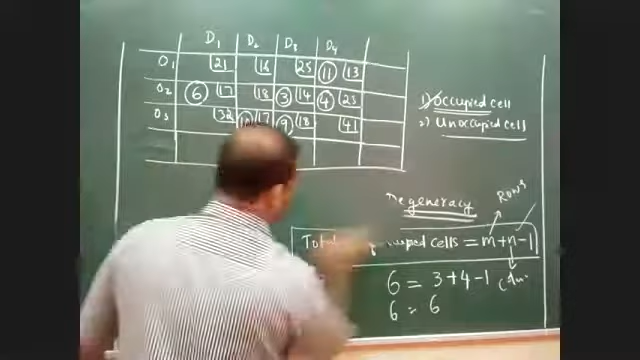 D1 D2 D3 D4
O1 21 16 25 11 13
O2 6 17 18 3 14 4 23
O3 32 17 9 18 41
1) Occupied cell
2) Unoccupied cell
Degeneracy
Rows
cells = m+n-1
6 = 3+4-1
6 = 6